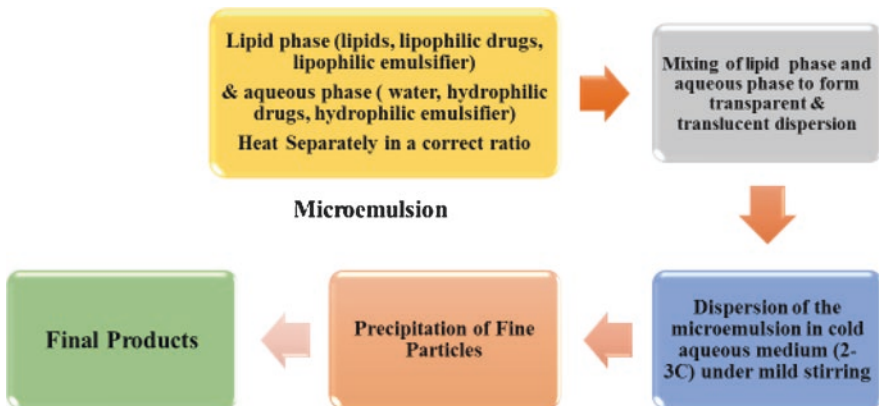 Lipid phase (lipids, lipophilic drugs,
lipophilic emulsifier)
& aqueous phase ( water, hydrophilic
drugs, hydrophilic emulsifier)
Heat Separately in a correct ratio
Mixing of lipid phase and
aqueous phase to form
transparent &
translucent dispersion
Microemulsion
Dispersion of the
microemulsion in cold
aqueous medium (2-
3C) under mild stirring
Precipitation of Fine
Particles
Final Products